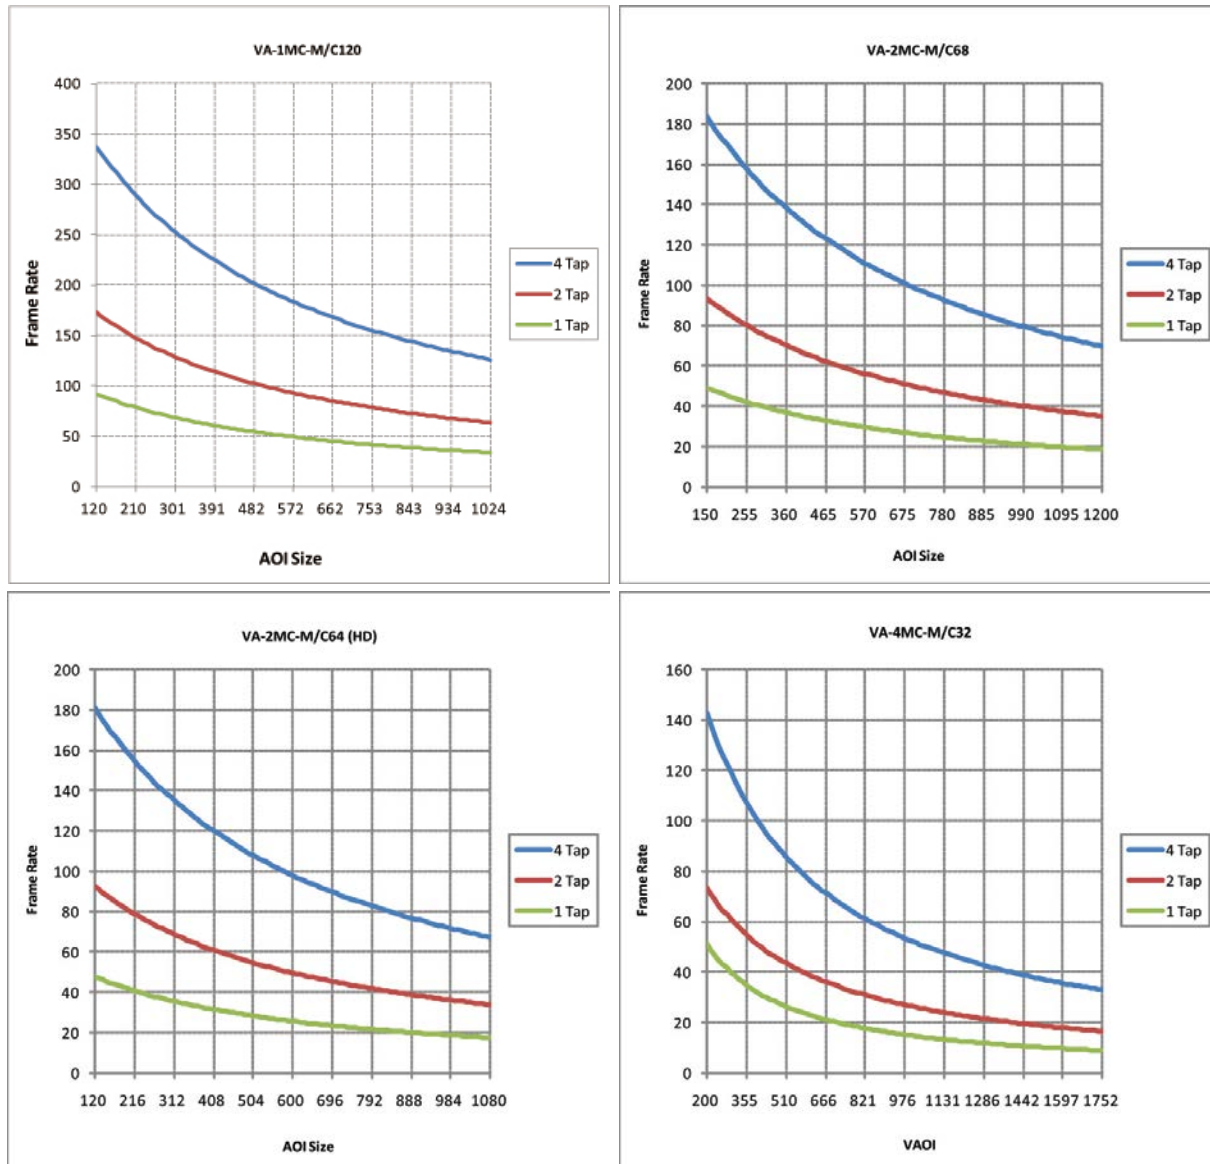 VA-1MC-M/C120
400
350
300
250
200
150
100
50
0
Frame Rate
120 210 301 391 482 572 662 753 843 934 1024
AOI Size
4 Tap
2 Tap
1 Tap
VA-2MC-M/C68
200
180
160
140
120
100
80
60
40
20
0
Frame Rate
150 255 360 465 570 675 780 885 990 1095 1200
AOI Size
4 Tap
2 Tap
1 Tap
VA-2MC-M/C64 (HD)
200
180
160
140
120
100
80
60
40
20
0
Frame Rate
120 216 312 408 504 600 696 792 888 984 1080
AOI Size
4 Tap
2 Tap
1 Tap
VA-4MC-M/C32
160
140
120
100
80
60
40
20
0
Frame Rate
200 355 510 666 821 976 1131 1286 1442 1597 1752
VAOI
4 Tap
2 Tap
1 Tap